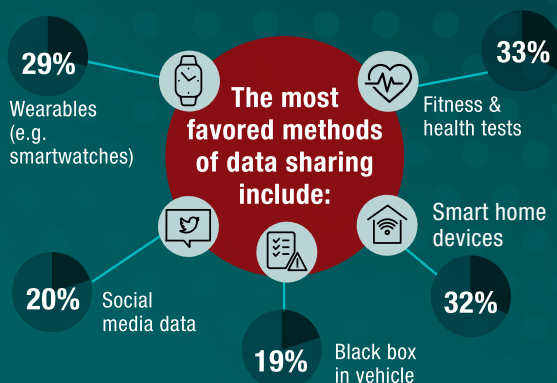 The most
favored methods
of data sharing
include:
29%
Wearables
(e.g.
smartwatches)
33%
Fitness &
health tests
20%
Social
media data
Smart home
devices
32%
19%
Black box
in vehicle